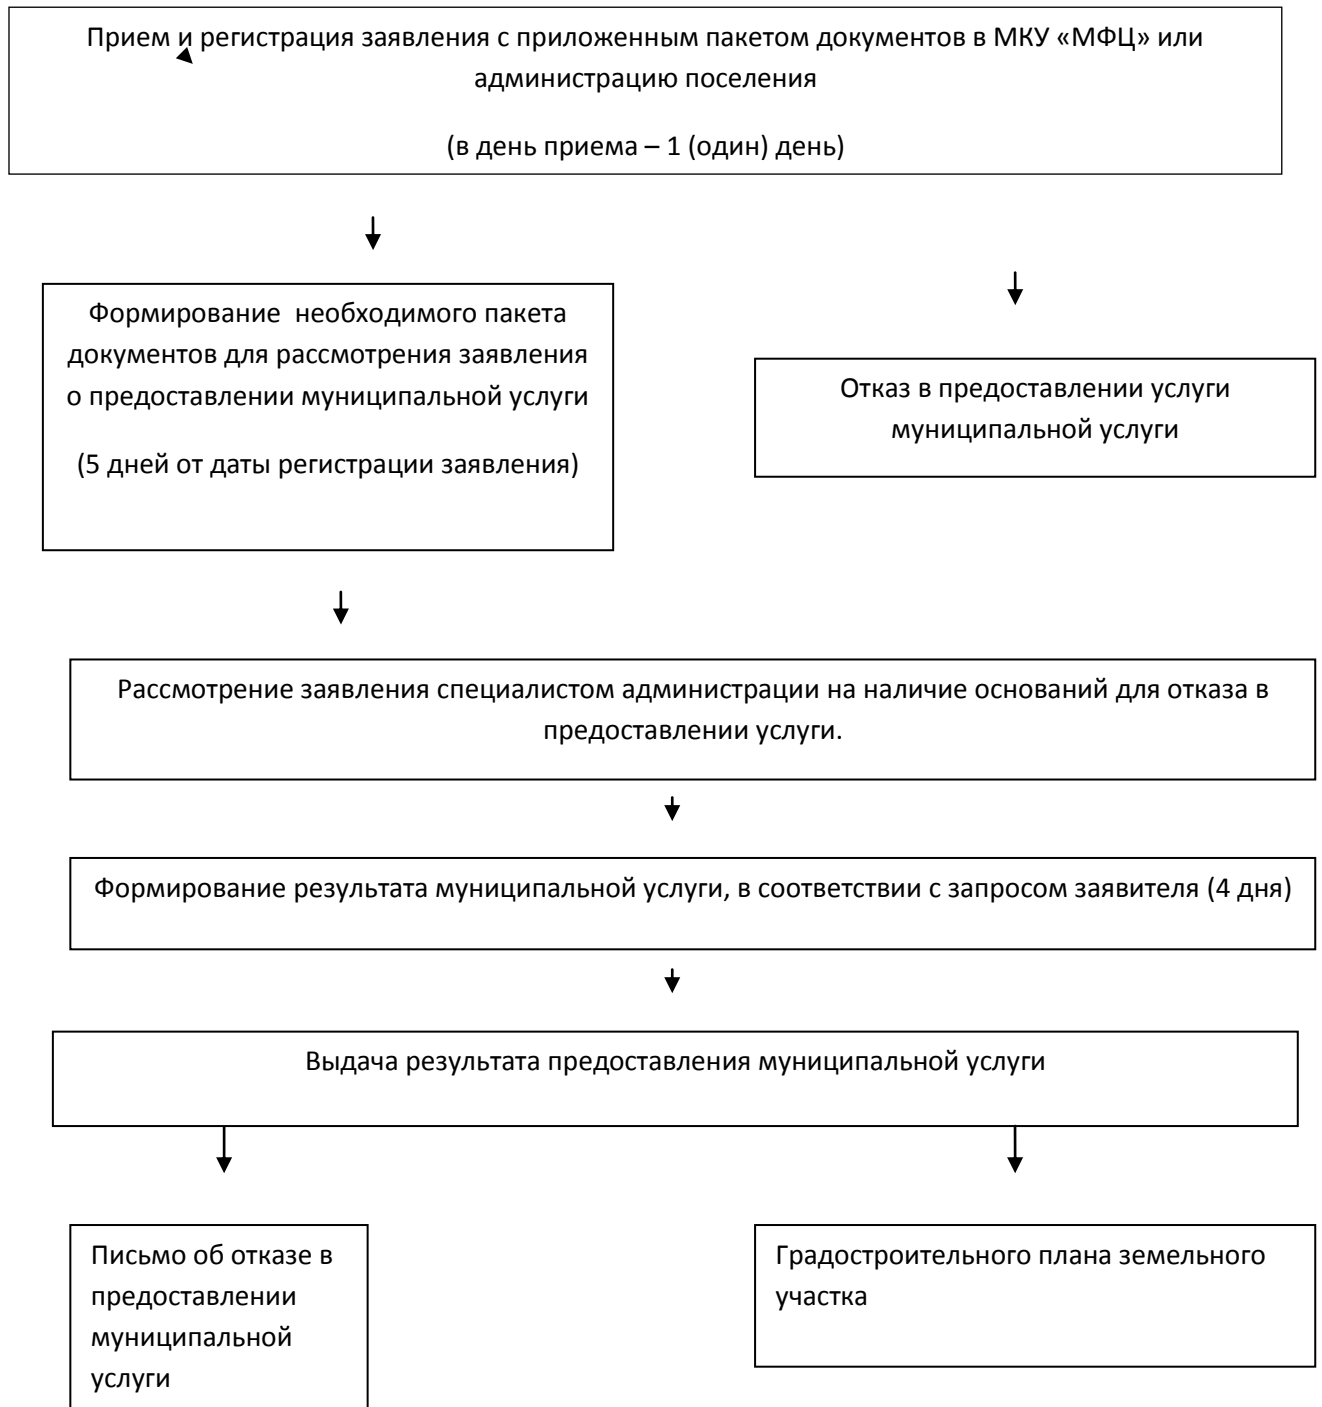 Прием и регистрация заявления с приложенным пакетом документов в МКУ «МФЦ» или
администрацию поселения
(в день приема – 1 (один) день)
Формирование необходимого пакета
документов для рассмотрения заявления
о предоставлении муниципальной услуги
(5 дней от даты регистрации заявления)
Отказ в предоставлении услуги
муниципальной услуги
Рассмотрение заявления специалистом администрации на наличие оснований для отказа в
предоставлении услуги.
Формирование результата муниципальной услуги, в соответствии с запросом заявителя (4 дня)
Выдача результата предоставления муниципальной услуги
Письмо об отказе в
предоставлении
муниципальной
услуги
Градостроительного плана земельного
участка